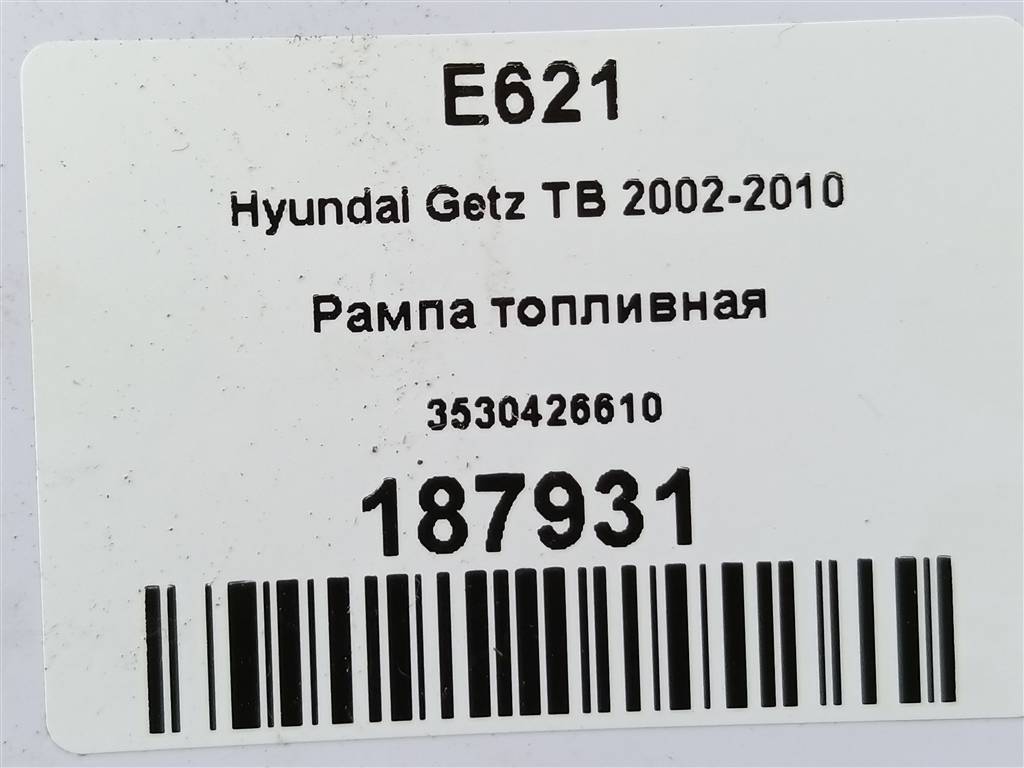 E621
Hyundai Getz TB 2002-2010
Рампа топливная
3530426610
187931